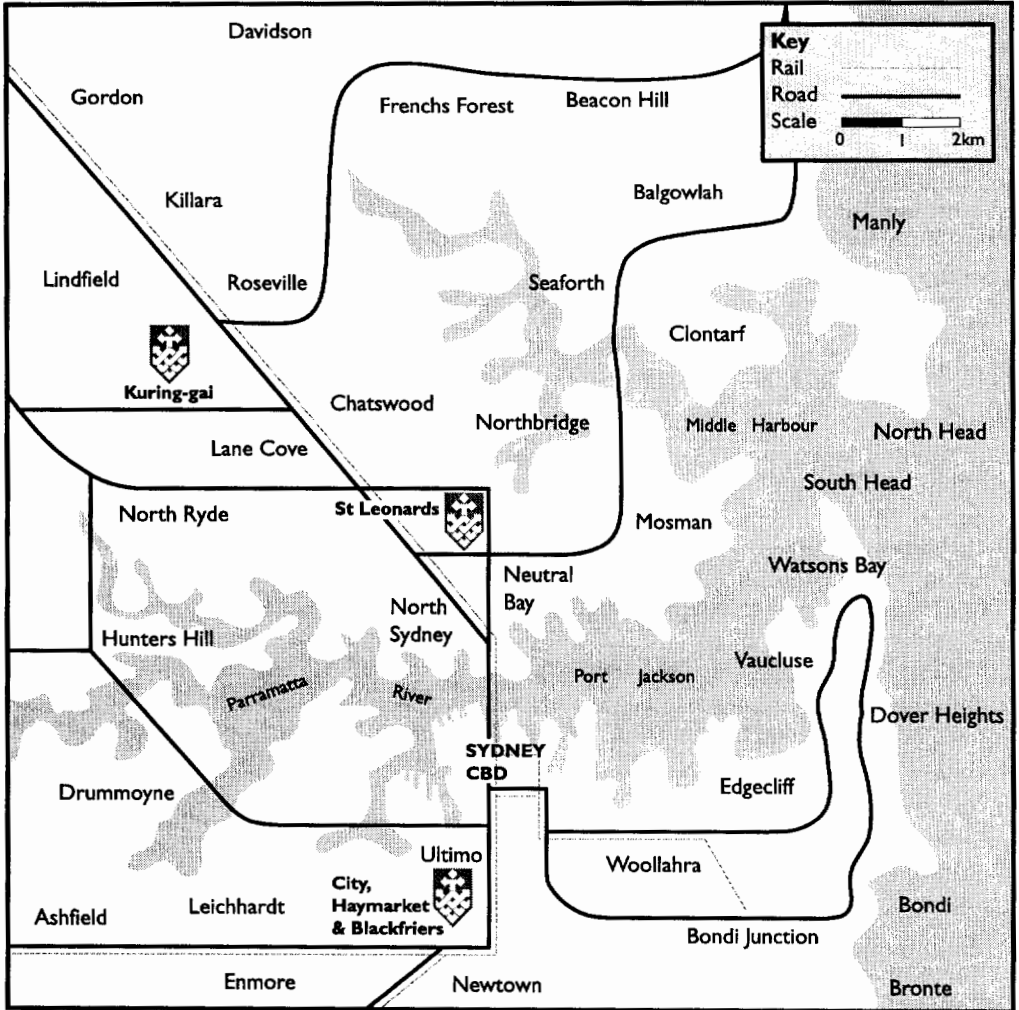 Davidson
Key
Rail
Road
Scale
0 1 2km
Gordon
Frenchs Forest
Beacon Hill
Killara
Balgowlah
Manly
Lindfield
Roseville
Seaforth
Clontarf
Kuring-gai
Chatswood
Northbridge
Middle Harbour
North Head
Lane Cove
South Head
North Ryde
St Leonards
Mosman
Neutral
Bay
Watsons Bay
North
Sydney
Hunters Hill
Vaucluse
Parramatta River
Port Jackson
Dover Heights
SYDNEY
CBD
Drummoyne
Edgecliff
Ultimo
Woollahra
City,
Haymarket
& Blackfriers
Ashfield
Leichhardt
Bondi
Bondi Junction
Enmore
Newtown
Bronte